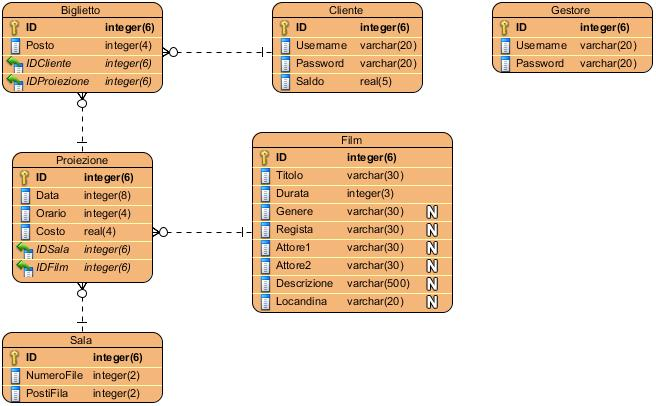 Biglietto
ID integer(6)
Posto integer(4)
IDCliente integer(6)
IDProiezione integer(6)
Cliente
ID integer(6)
Username varchar(20)
Password varchar(20)
Saldo real(5)
Gestore
ID integer(6)
Username varchar(20)
Password varchar(20)
Proiezione
ID integer(6)
Data integer(8)
Orario integer(4)
Costo real(4)
IDSala integer(6)
IDFilm integer(6)
Film
ID integer(6)
Titolo varchar(30)
Durata integer(3)
Genere varchar(30) N
Regista varchar(30) N
Attore1 varchar(30) N
Attore2 varchar(30) N
Descrizione varchar(500) N
Locandina varchar(20) N
Sala
ID integer(6)
NumeroFile integer(2)
PostiFila integer(2)